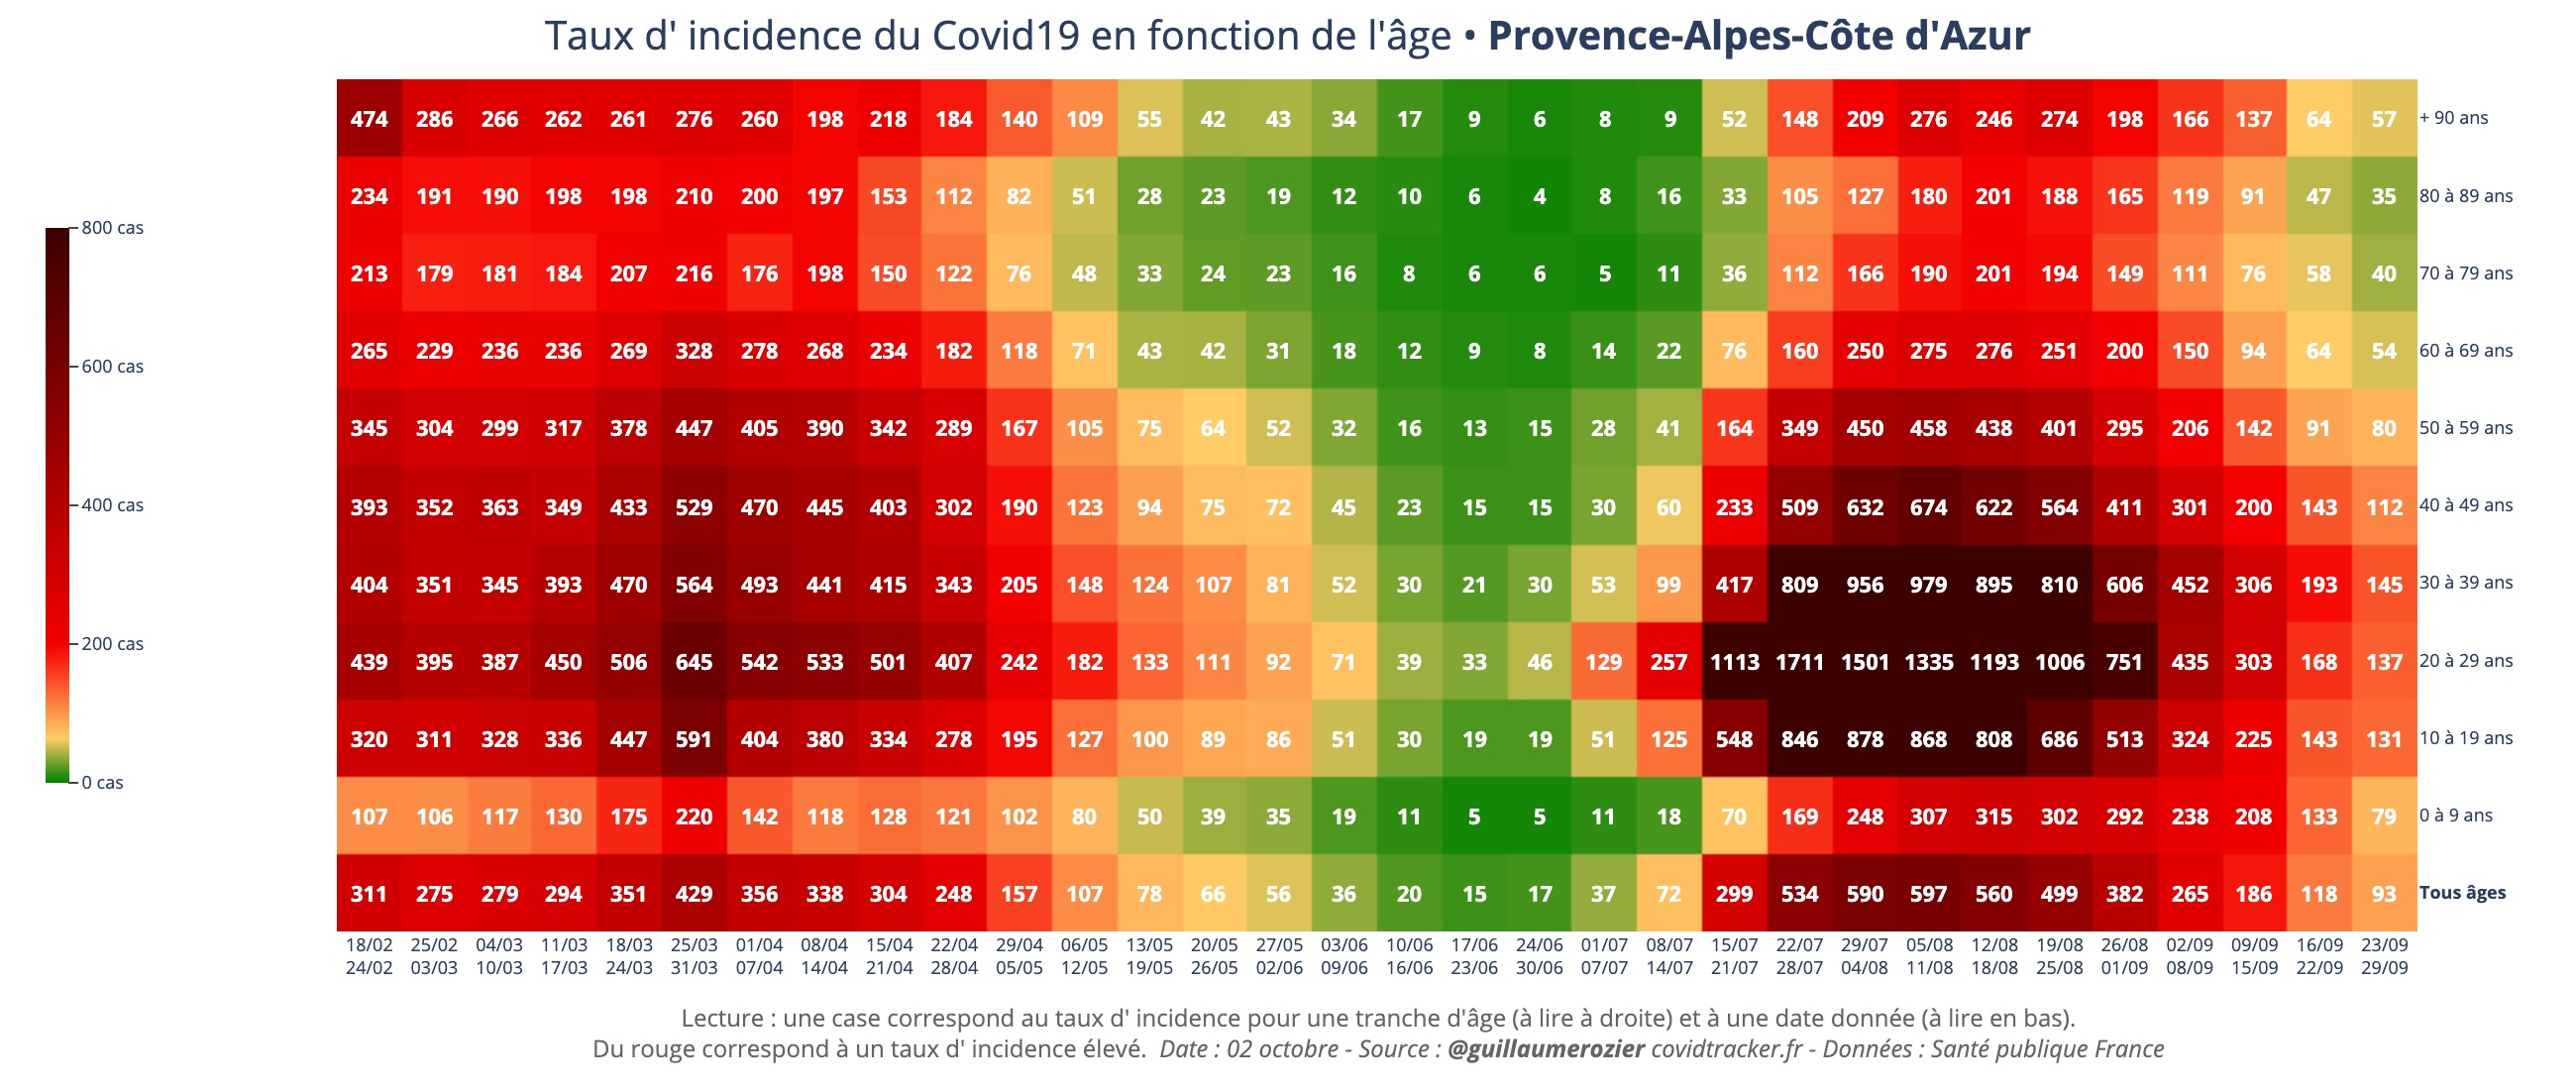 Taux d' incidence du Covid19 en fonction de l'âge • Provence-Alpes-Côte d'Azur
800 cas
600 cas
400 cas
200 cas
0 cas
474 286 266 262 261 276 260 198 218 184 140 109 55 42 43 34 17 9 6 8 9 52 148 209 276 246 274 198 166 137 64 57 + 90 ans
234 191 190 198 198 210 200 197 153 112 82 51 28 23 19 12 10 6 4 8 16 33 105 127 180 201 188 165 119 91 47 35 80 à 89 ans
213 179 181 184 207 216 176 198 150 122 76 48 33 24 23 16 8 6 6 5 11 36 112 166 190 201 194 149 111 76 58 40 70 à 79 ans
265 229 236 236 269 328 278 268 234 182 118 71 43 42 31 18 12 9 8 14 22 76 160 250 275 276 251 200 150 94 64 54 60 à 69 ans
345 304 299 317 378 447 405 390 342 289 167 105 75 64 52 32 16 13 15 28 41 164 349 450 458 438 401 295 206 142 91 80 50 à 59 ans
393 352 363 349 433 529 470 445 403 302 190 123 94 75 72 45 23 15 15 30 60 233 509 632 674 622 564 411 301 200 143 112 40 à 49 ans
404 351 345 393 470 564 493 441 415 343 205 148 124 107 81 52 30 21 30 53 99 417 809 956 979 895 810 606 452 306 193 145 30 à 39 ans
439 395 387 450 506 645 542 533 501 407 242 182 133 111 92 71 39 33 46 129 257 1113 1711 1501 1335 1193 1006 751 435 303 168 137 20 à 29 ans
320 311 328 336 447 591 404 380 334 278 195 127 100 89 86 51 30 19 19 51 125 548 846 878 868 808 686 513 324 225 143 131 10 à 19 ans
107 106 117 130 175 220 142 118 128 121 102 80 50 39 35 19 11 5 5 11 18 70 169 248 307 315 302 292 238 208 133 79 0 à 9 ans
311 275 279 294 351 429 356 338 304 248 157 107 78 66 56 36 20 15 17 37 72 299 534 590 597 560 499 382 265 186 118 93 Tous âges
18/02 25/02 04/03 11/03 18/03 25/03 01/04 08/04 15/04 22/04 29/04 06/05 13/05 20/05 27/05 03/06 10/06 17/06 24/06 01/07 08/07 15/07 22/07 29/07 05/08 12/08 19/08 26/08 02/09 09/09 16/09 23/09
24/02 03/03 10/03 17/03 24/03 31/03 07/04 14/04 21/04 28/04 05/05 12/05 19/05 26/05 02/06 09/06 16/06 23/06 30/06 07/07 14/07 21/07 28/07 04/08 11/08 18/08 25/08 01/09 08/09 15/09 22/09 29/09
Lecture : une case correspond au taux d' incidence pour une tranche d'âge (à lire à droite) et à une date donnée (à lire en bas).
Du rouge correspond à un taux d' incidence élevé. Date : 02 octobre - Source : @guillaumerozier covidtracker.fr - Données : Santé publique France